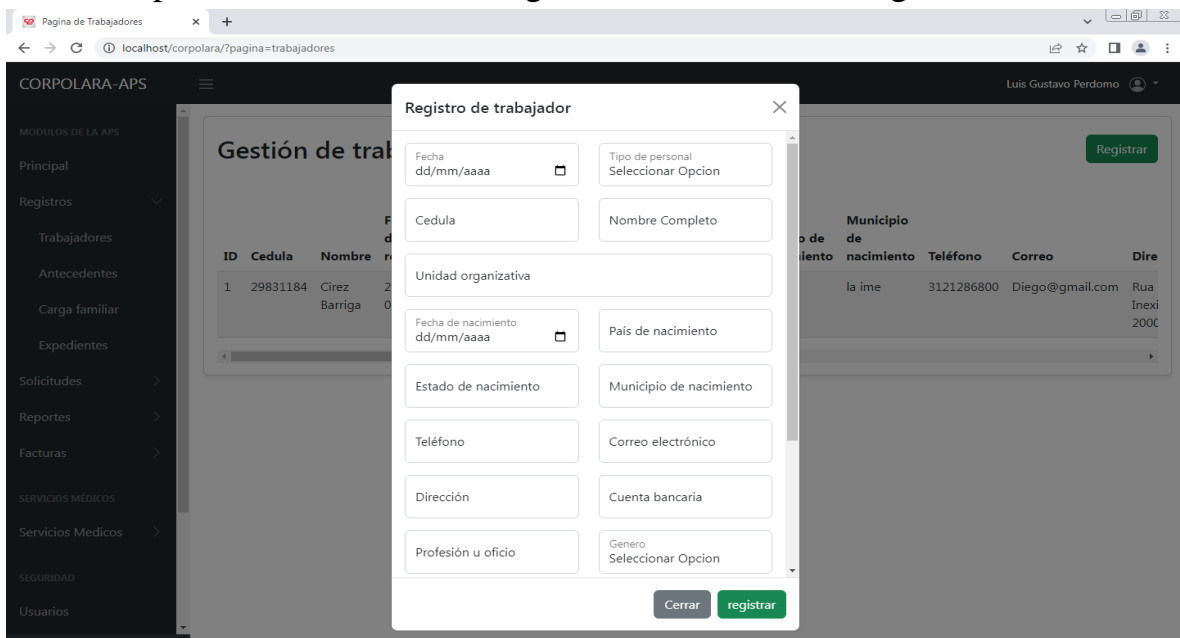 Pagina de Trabajadores
localhost/corpolara/?pagina=trabajadores
CORPOLARA-APS
Luis Gustavo Perdomo
MODULOS DE LA APS
Principal
Registros
Trabajadores
Antecedentes
Carga familiar
Expedientes
Solicitudes
Reportes
Facturas
SERVICIOS MÉDICOS
Servicios Medicos
SEGURIDAD
Usuarios
Gestión de
Registrar
ID Cedula Nombre
Municipio
de
nacimiento Teléfono Correo
de
1 29831184 Cirez
Barriga
la ime 3121286800 Diego@gmail.com Rua
Registro de trabajador
Fecha
dd/mm/aaaa
Tipo de personal
Seleccionar Opcion
Cedula
Nombre Completo
Unidad organizativa
Fecha de nacimiento
dd/mm/aaaa
País de nacimiento
Estado de nacimiento
Municipio de nacimiento
Teléfono
Correo electrónico
Dirección
Cuenta bancaria
Profesión u oficio
Genero
Seleccionar Opcion
Cerrar
registrar